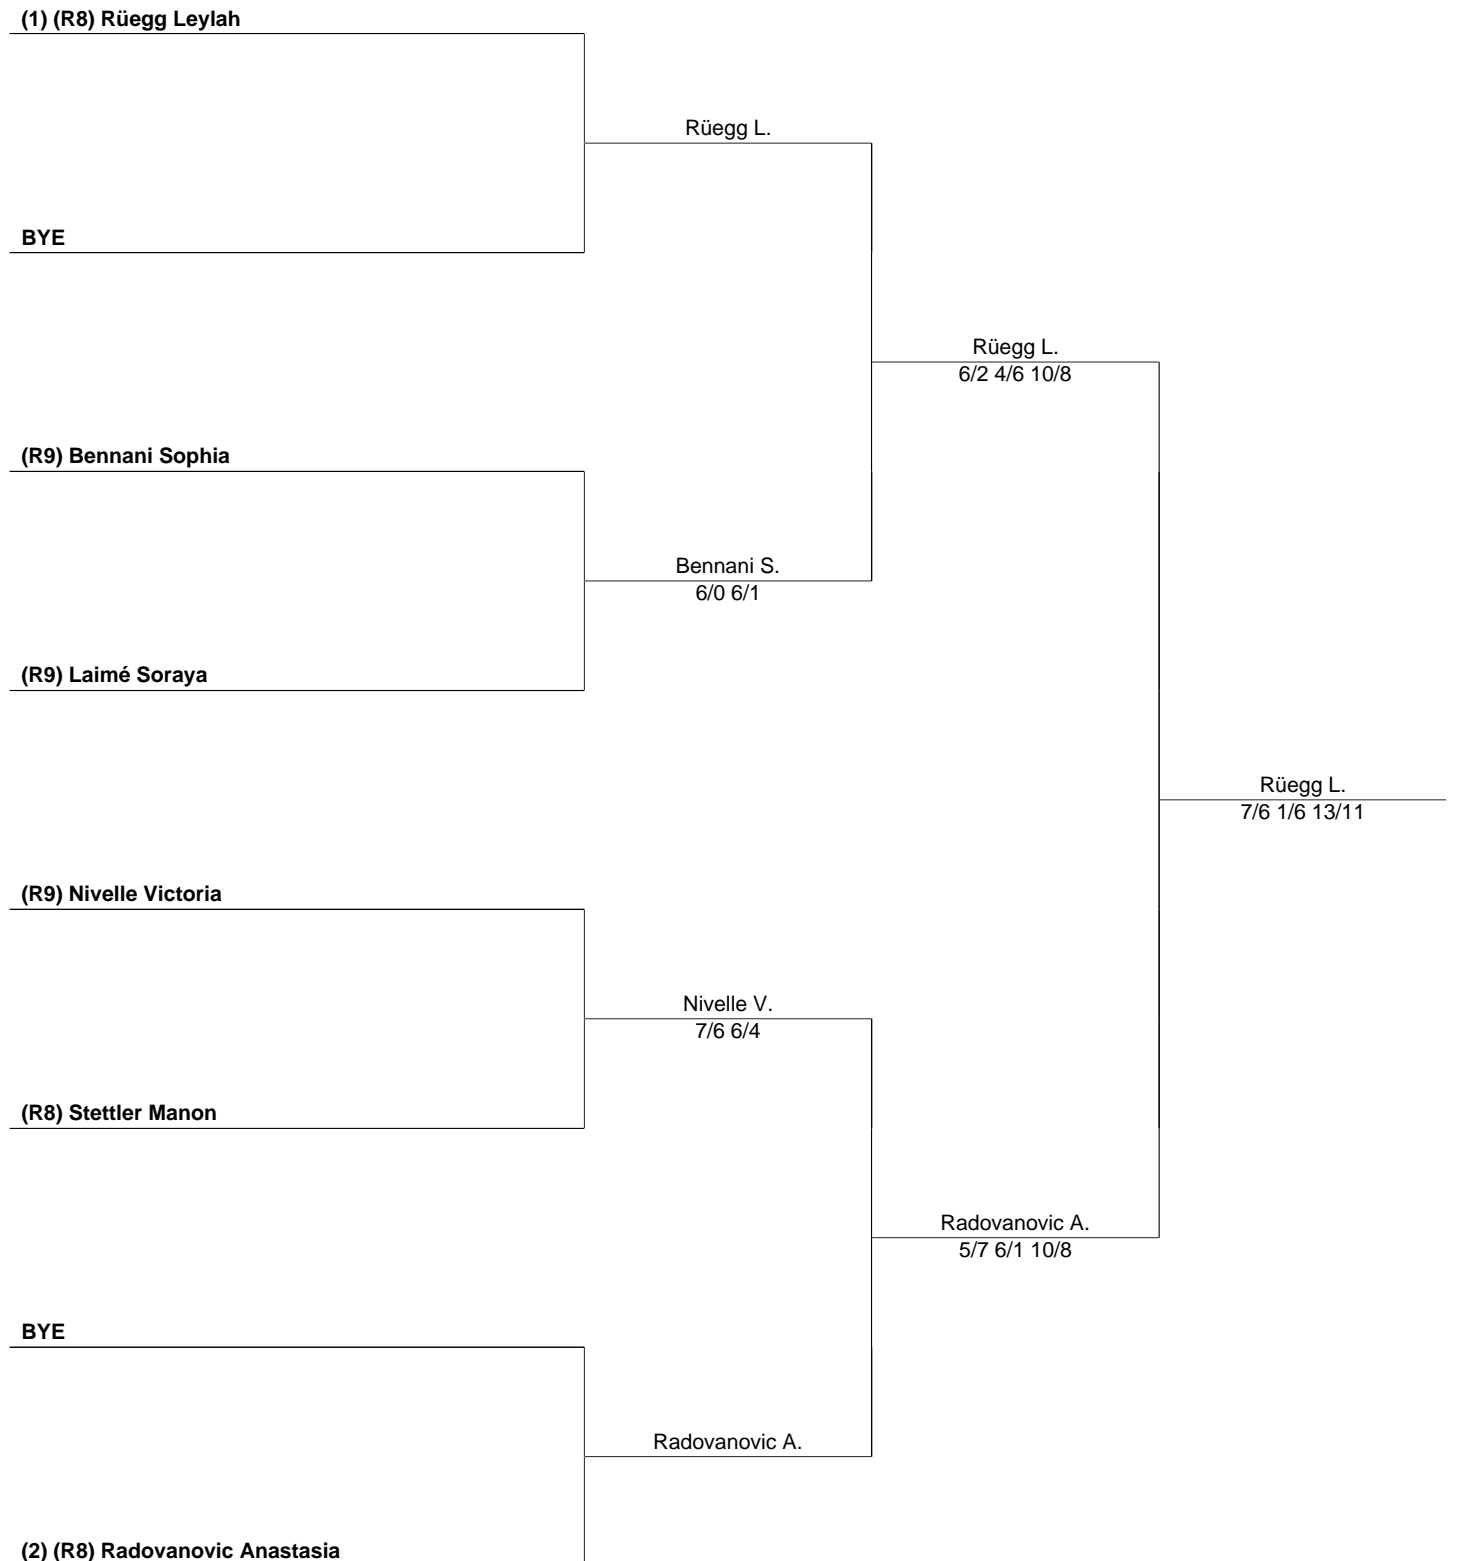 (1) (R8) Rüegg Leylah
Rüegg L.
BYE
Rüegg L.
6/2 4/6 10/8
(R9) Bennani Sophia
Bennani S.
6/0 6/1
(R9) Laimé Soraya
Rüegg L.
7/6 1/6 13/11
(R9) Nivelle Victoria
Nivelle V.
7/6 6/4
(R8) Stettler Manon
Radovanovic A.
5/7 6/1 10/8
BYE
Radovanovic A.
(2) (R8) Radovanovic Anastasia